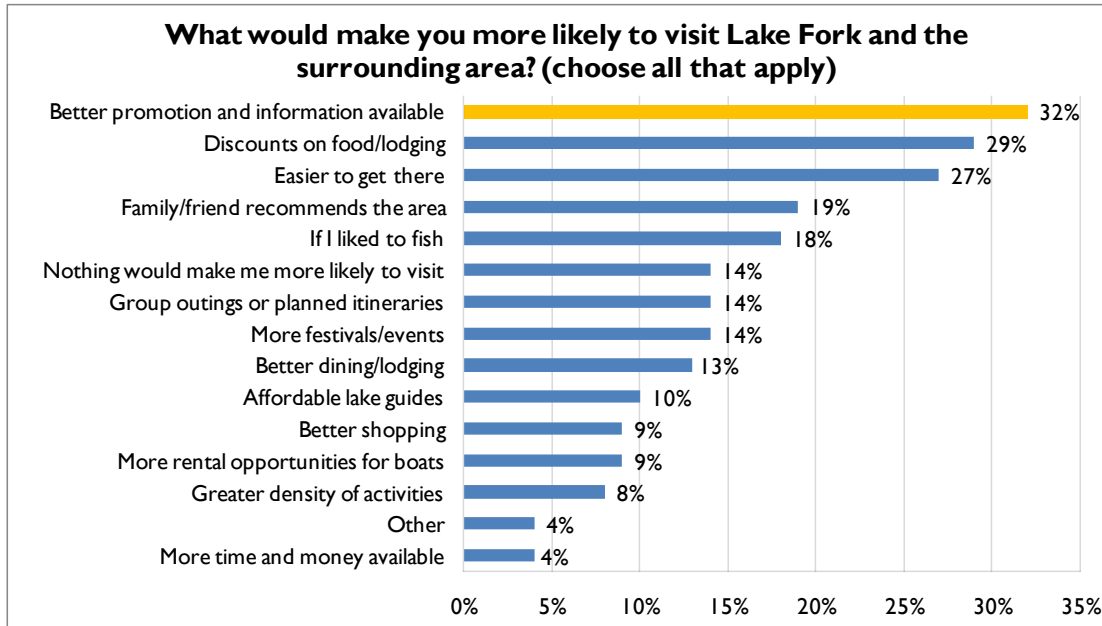 What would make you more likely to visit Lake Fork and the
surrounding area? (choose all that apply)
Better promotion and information available 32%
Discounts on food/lodging 29%
Easier to get there 27%
Family/friend recommends the area 19%
If I liked to fish 18%
Nothing would make me more likely to visit 14%
Group outings or planned itineraries 14%
More festivals/events 14%
Better dining/lodging 13%
Affordable lake guides 10%
Better shopping 9%
More rental opportunities for boats 9%
Greater density of activities 8%
Other 4%
More time and money available 4%
0% 5% 10% 15% 20% 25% 30% 35%